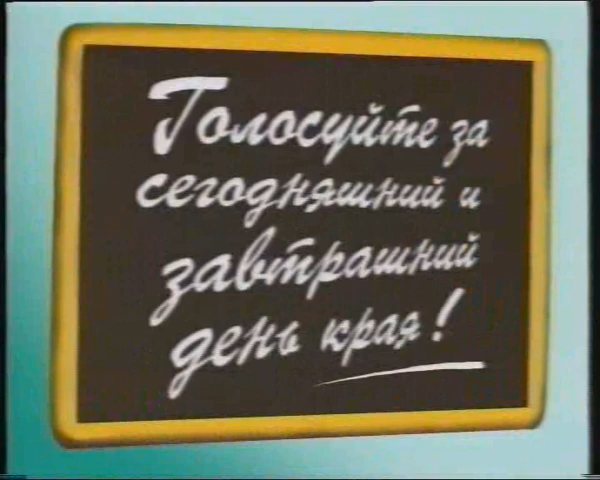 Голосуйте за
сегодняшний и
завтрашний
день края!